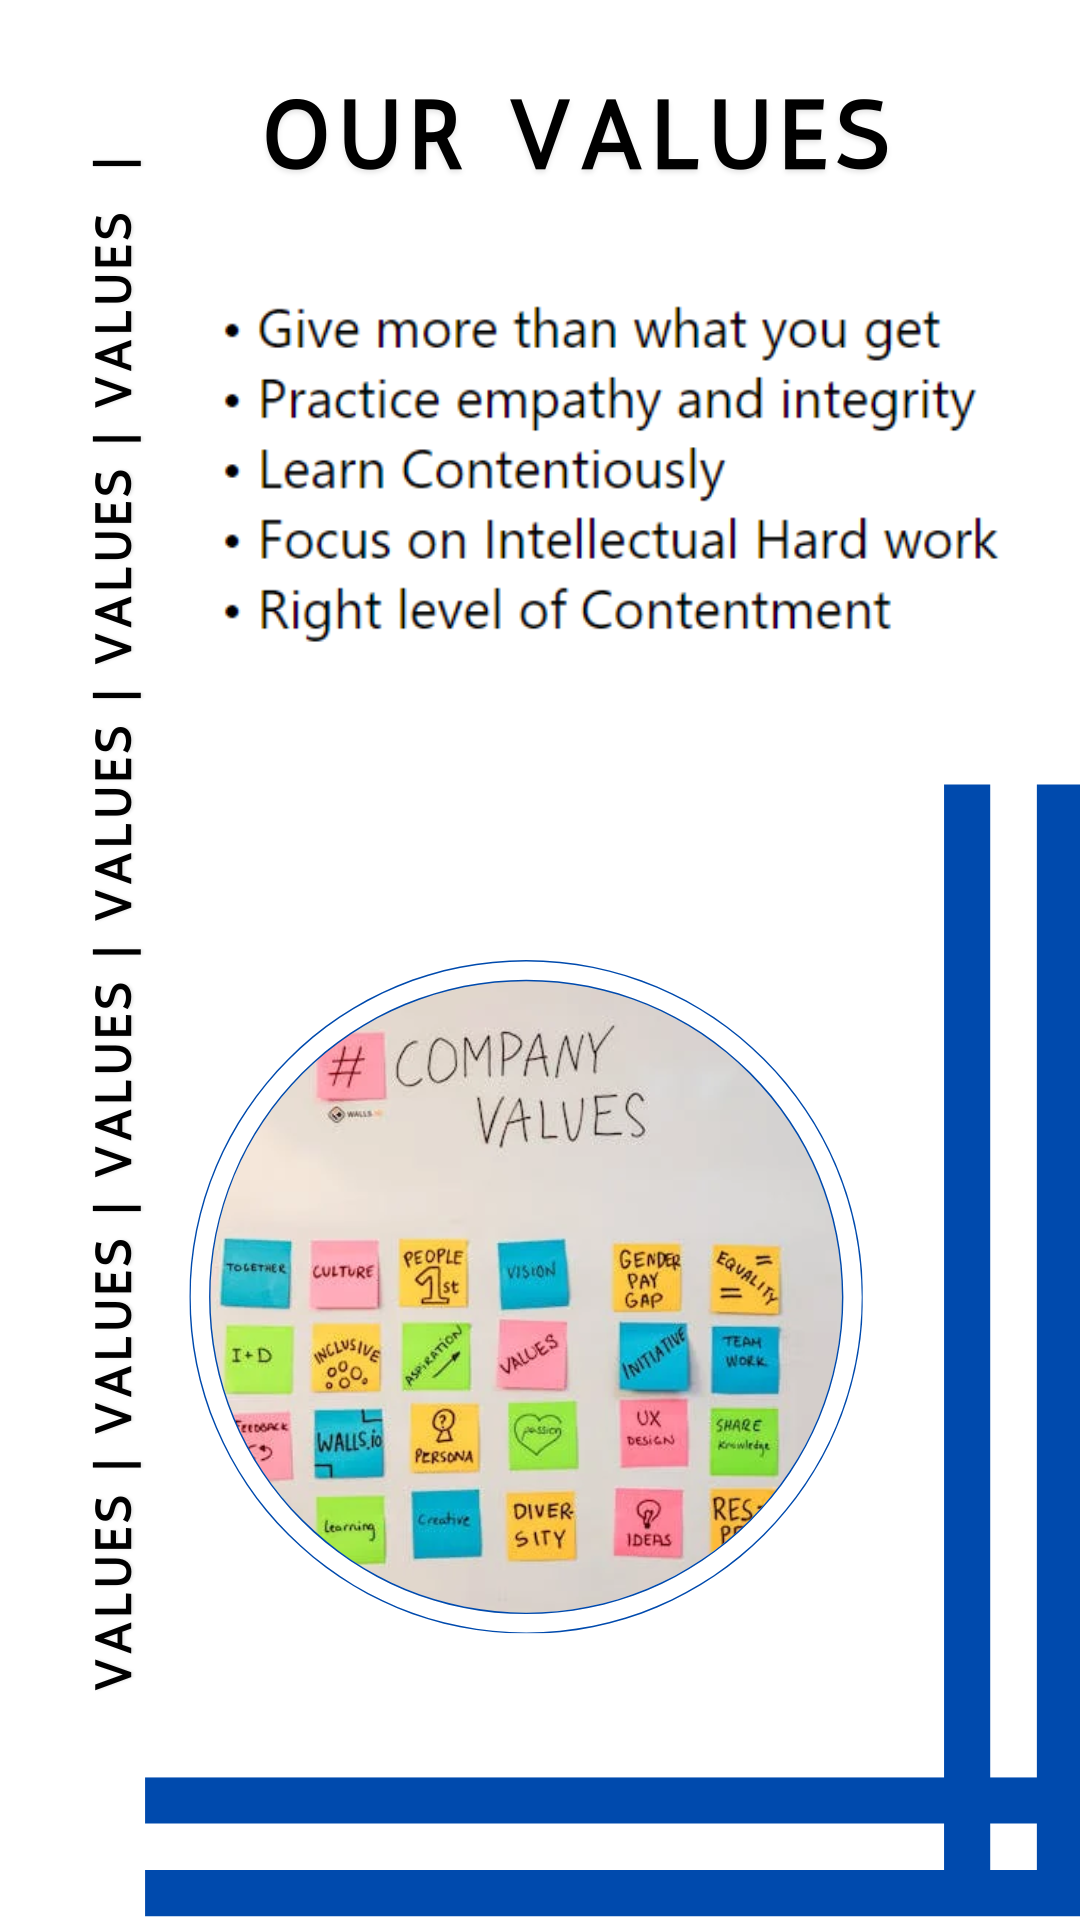 OUR VALUES
VALUES | VALUES | VALUES | VALUES | VALUES | VALUES |
• Give more than what you get
• Practice empathy and integrity
• Learn Contentiously
• Focus on Intellectual Hard work
• Right level of Contentment
# COMPANY
VALUES
WALLS.IO
TOGETHER
CULTURE
PEOPLE
1st
VISION
GENDER
PAY
GAP
EQUALITY
I+D
INCLUSIVE
ASPIRATION
VALUES
INITIATIVE
TEAM
WORK
FEEDBACK
WALLS.io
PERSONA
passion
UX
DESIGN
SHARE
Knowledge
Learning
Creative
DIVER-
SITY
IDEAS
RES-